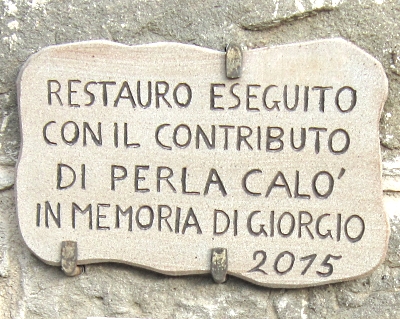 RESTAURO ESEGUITO
CON IL CONTRIBUTO
DI PERLA CALO'
IN MEMORIA DI GIORGIO
2015